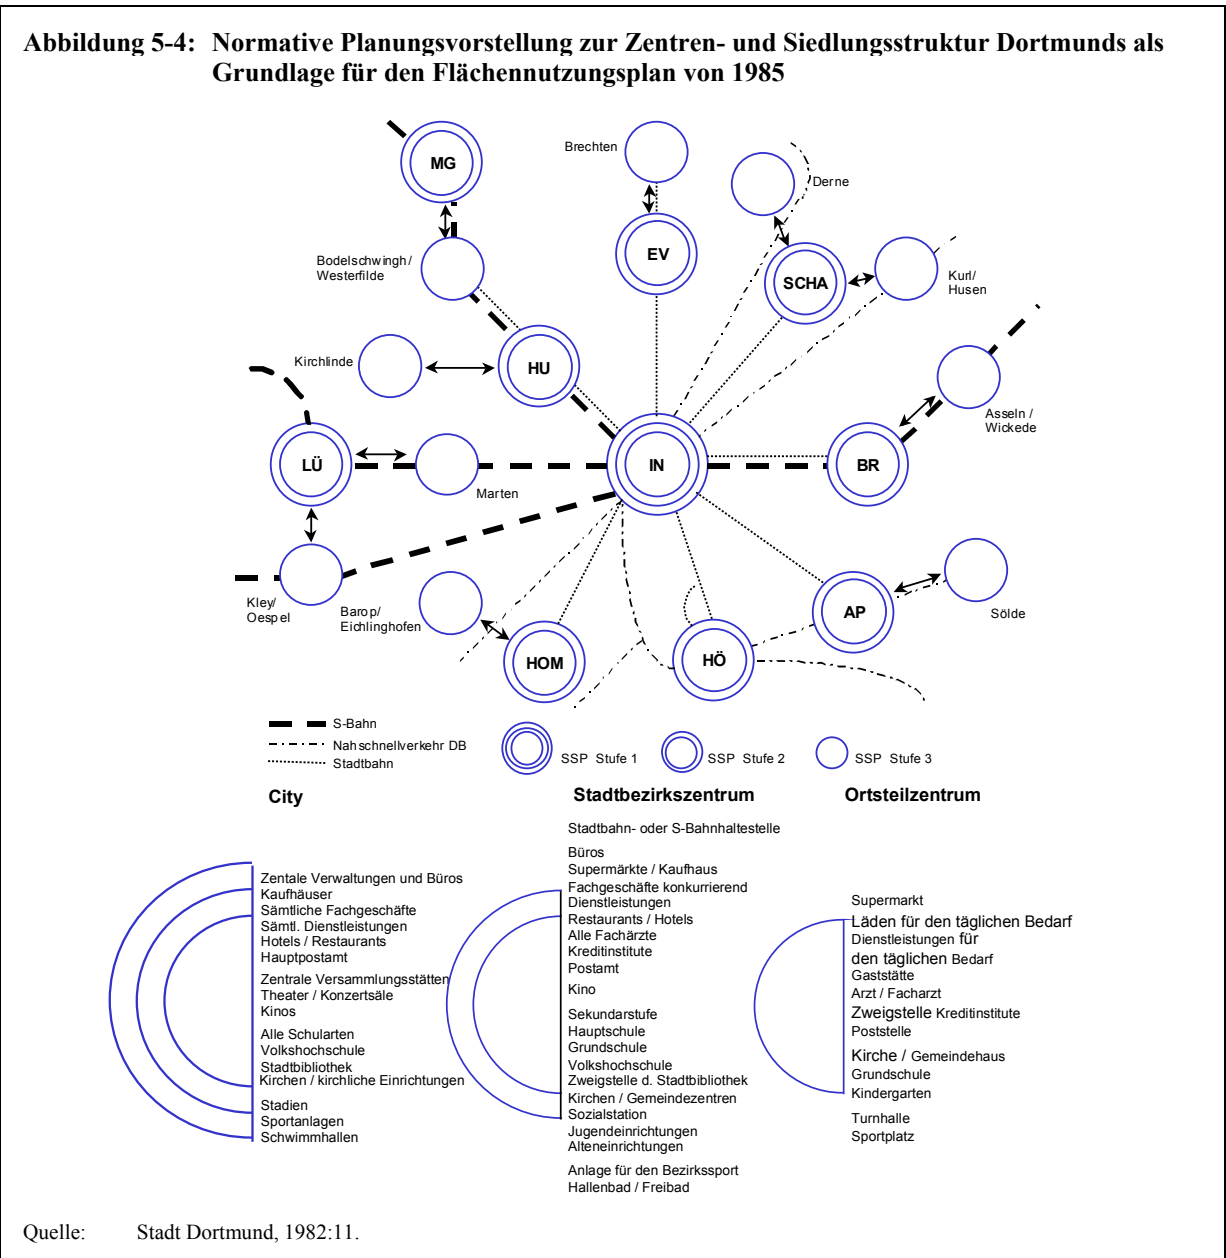 Abbildung 5-4: Normative Planungsvorstellung zur Zentren- und Siedlungsstruktur Dortmunds als
Grundlage für den Flächennutzungsplan von 1985
MG
Brechten
Derne
EV
SCHA
Bodelschwingh/
Westerfilde
Kurl/
Husen
Kirchlinde
HU
Asseln /
Wickede
LÜ
Marten
IN
BR
Kley/
Oespel
Barop/
Eichlinghofen
HOM
HÖ
AP
Sölde
S-Bahn
Nahschnellverkehr DB
Stadtbahn
SSP Stufe 1
SSP Stufe 2
SSP Stufe 3
City
Zentale Verwaltungen und Büros
Kaufhäuser
Sämtliche Fachgeschäfte
Sämtl. Dienstleistungen
Hotels / Restaurants
Hauptpostamt
Zentrale Versammlungsstätten
Theater / Konzertsäle
Kinos
Alle Schularten
Volkshochschule
Stadtbibliothek
Kirchen / kirchliche Einrichtungen
Stadien
Sportanlagen
Schwimmhallen
Stadtbezirkszentrum
Stadtbahn- oder S-Bahnhaltestelle
Büros
Supermärkte / Kaufhaus
Fachgeschäfte konkurrierend
Dienstleistungen
Restaurants / Hotels
Alle Fachärzte
Kreditinstitute
Postamt
Kino
Sekundarstufe
Hauptschule
Grundschule
Volkshochschule
Zweigstelle d. Stadtbibliothek
Kirchen / Gemeindezentren
Sozialstation
Jugendeinrichtungen
Alteneinrichtungen
Anlage für den Bezirkssport
Hallenbad / Freibad
Ortsteilzentrum
Supermarkt
Läden für den täglichen Bedarf
Dienstleistungen für
den täglichen Bedarf
Gaststätte
Arzt / Facharzt
Zweigstelle Kreditinstitute
Poststelle
Kirche / Gemeindehaus
Grundschule
Kindergarten
Turnhalle
Sportplatz
Quelle: Stadt Dortmund, 1982:11.